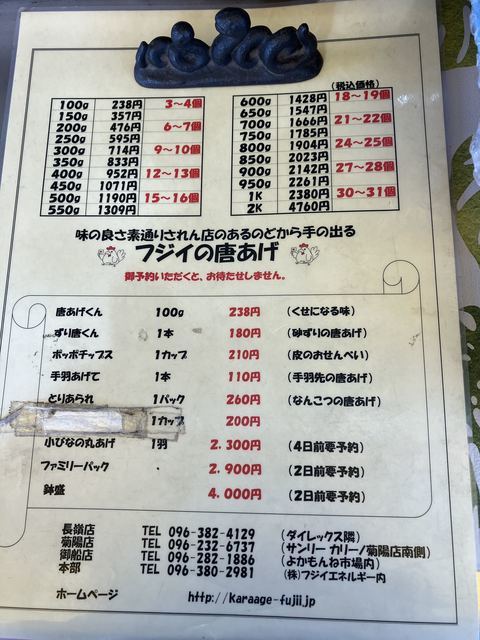 (税込価格)
100g 238円 3～4個
150g 357円
200g 476円 6～7個
250g 595円
300g 714円 9～10個
350g 833円
400g 952円 12～13個
450g 1071円
500g 1190円 15～16個
550g 1309円
600g 1428円 18～19個
650g 1547円
700g 1666円 21～22個
750g 1785円
800g 1904円 24～25個
850g 2023円
900g 2142円 27～28個
950g 2261円
1K 2380円 30～31個
2K 4760円
味の良さ素通りされん店のあるのどから手の出る
フジイの唐あげ
御予約いただくと、お待たせしません。
唐あげくん 100g 238円 (くせになる味)
ずり唐くん 1本 180円 (砂ずりの唐あげ)
ポッポチップス 1カップ 210円 (皮のおせんべい)
手羽あげて 1本 110円 (手羽先の唐あげ)
とりあられ 1パック 260円 (なんこつの唐あげ)
1カップ 200円
小びなの丸あげ 1羽 2.300円 (4日前要予約)
ファミリーパック 2.900円 (2日前要予約)
鉢盛 4.000円 (2日前要予約)
長嶺店 TEL 096-382-4129 (ダイレックス隣)
菊陽店 TEL 096-232-6737 (サンリー カリーノ菊陽店南側)
御船店 TEL 096-282-1886 (よかもんね市場内)
本部 TEL 096-380-2981 (㈱フジイエネルギー内)
ホームページ http://karaage-fujii.jp